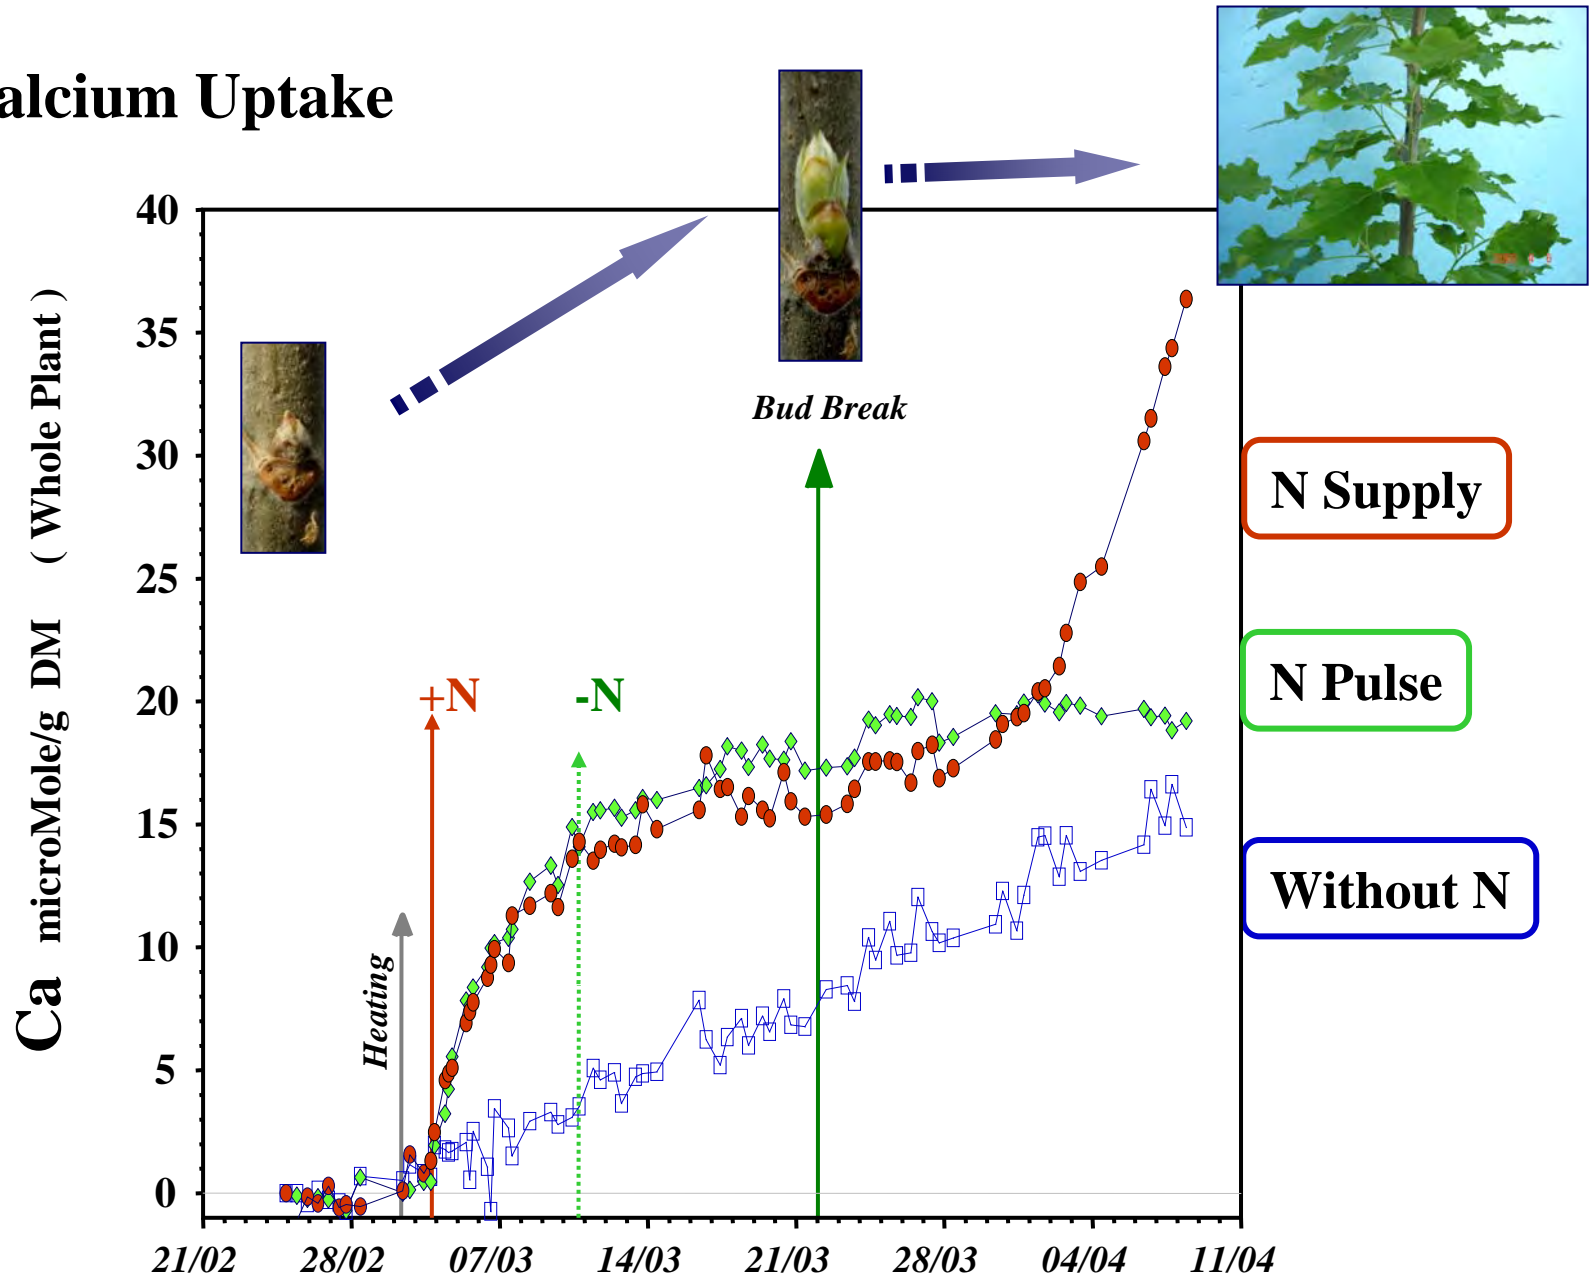 alcium Uptake
40
35
30
25
20
15
10
5
0
Ca microMole/g DM ( Whole Plant )
Bud Break
+N
-N
Heating
N Supply
N Pulse
Without N
21/02 28/02 07/03 14/03 21/03 28/03 04/04 11/04